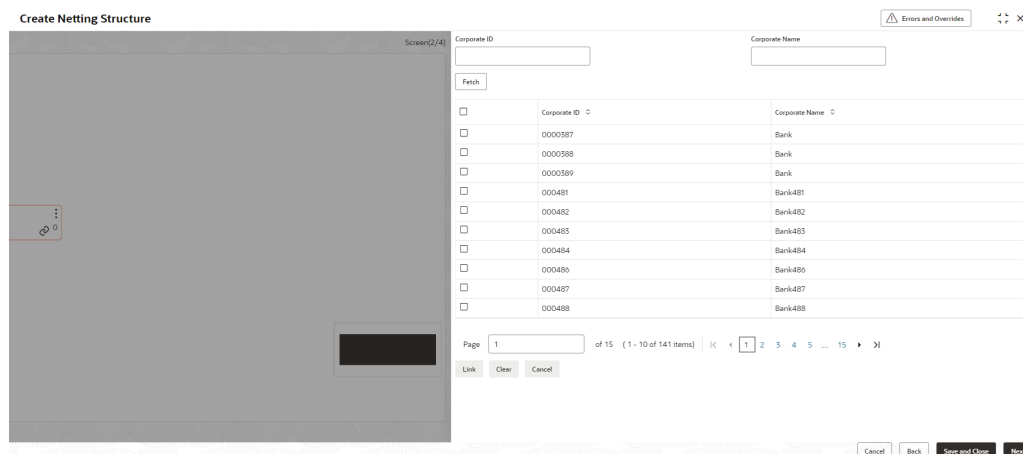 Create Netting Structure
Errors and Overrides
Screen(2/4)
Corporate ID Corporate Name
Fetch
Corporate ID Corporate Name
0000387 Bank
0000388 Bank
0000389 Bank
000481 Bank481
000482 Bank482
000483 Bank483
000484 Bank484
000486 Bank486
000487 Bank487
000488 Bank488
0
Page 1 of 15 (1 - 10 of 141 items) 1 2 3 4 5 .... 15
Link Clear Cancel
Cancel Back Save and Close Next